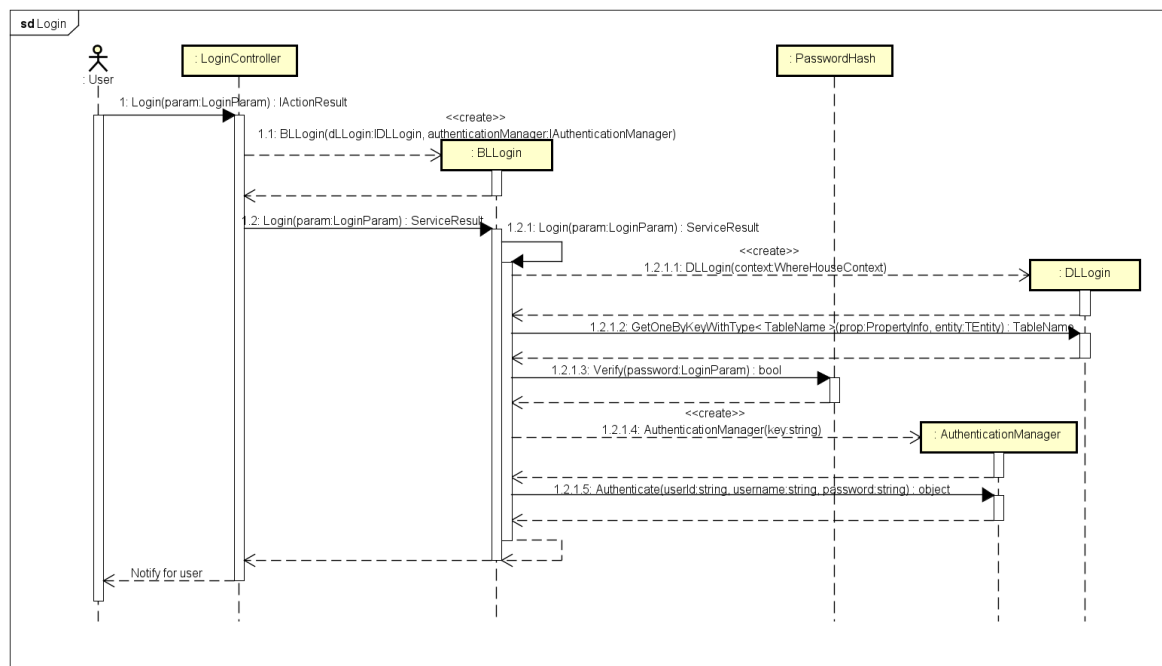 sd Login
: User
: LoginController
: PasswordHash
1: Login(param:LoginParam) : IActionResult
<<create>>
1.1: BLLogin(dLLogin:IDLLogin, authenticationManager:IAuthenticationManager)
: BLLogin
1.2: Login(param:LoginParam) : ServiceResult
1.2.1: Login(param:LoginParam) : ServiceResult
<<create>>
1.2.1.1: DLLogin(context:WhereHouseContext)
: DLLogin
1.2.1.2: GetOneByKeyWithType< TableName >(prop:PropertyInfo, entity:TEntity) : TableName
1.2.1.3: Verify(password:LoginParam) : bool
<<create>>
1.2.1.4: AuthenticationManager(key:string)
: AuthenticationManager
1.2.1.5: Authenticate(userId:string, username:string, password:string) : object
Notify for user